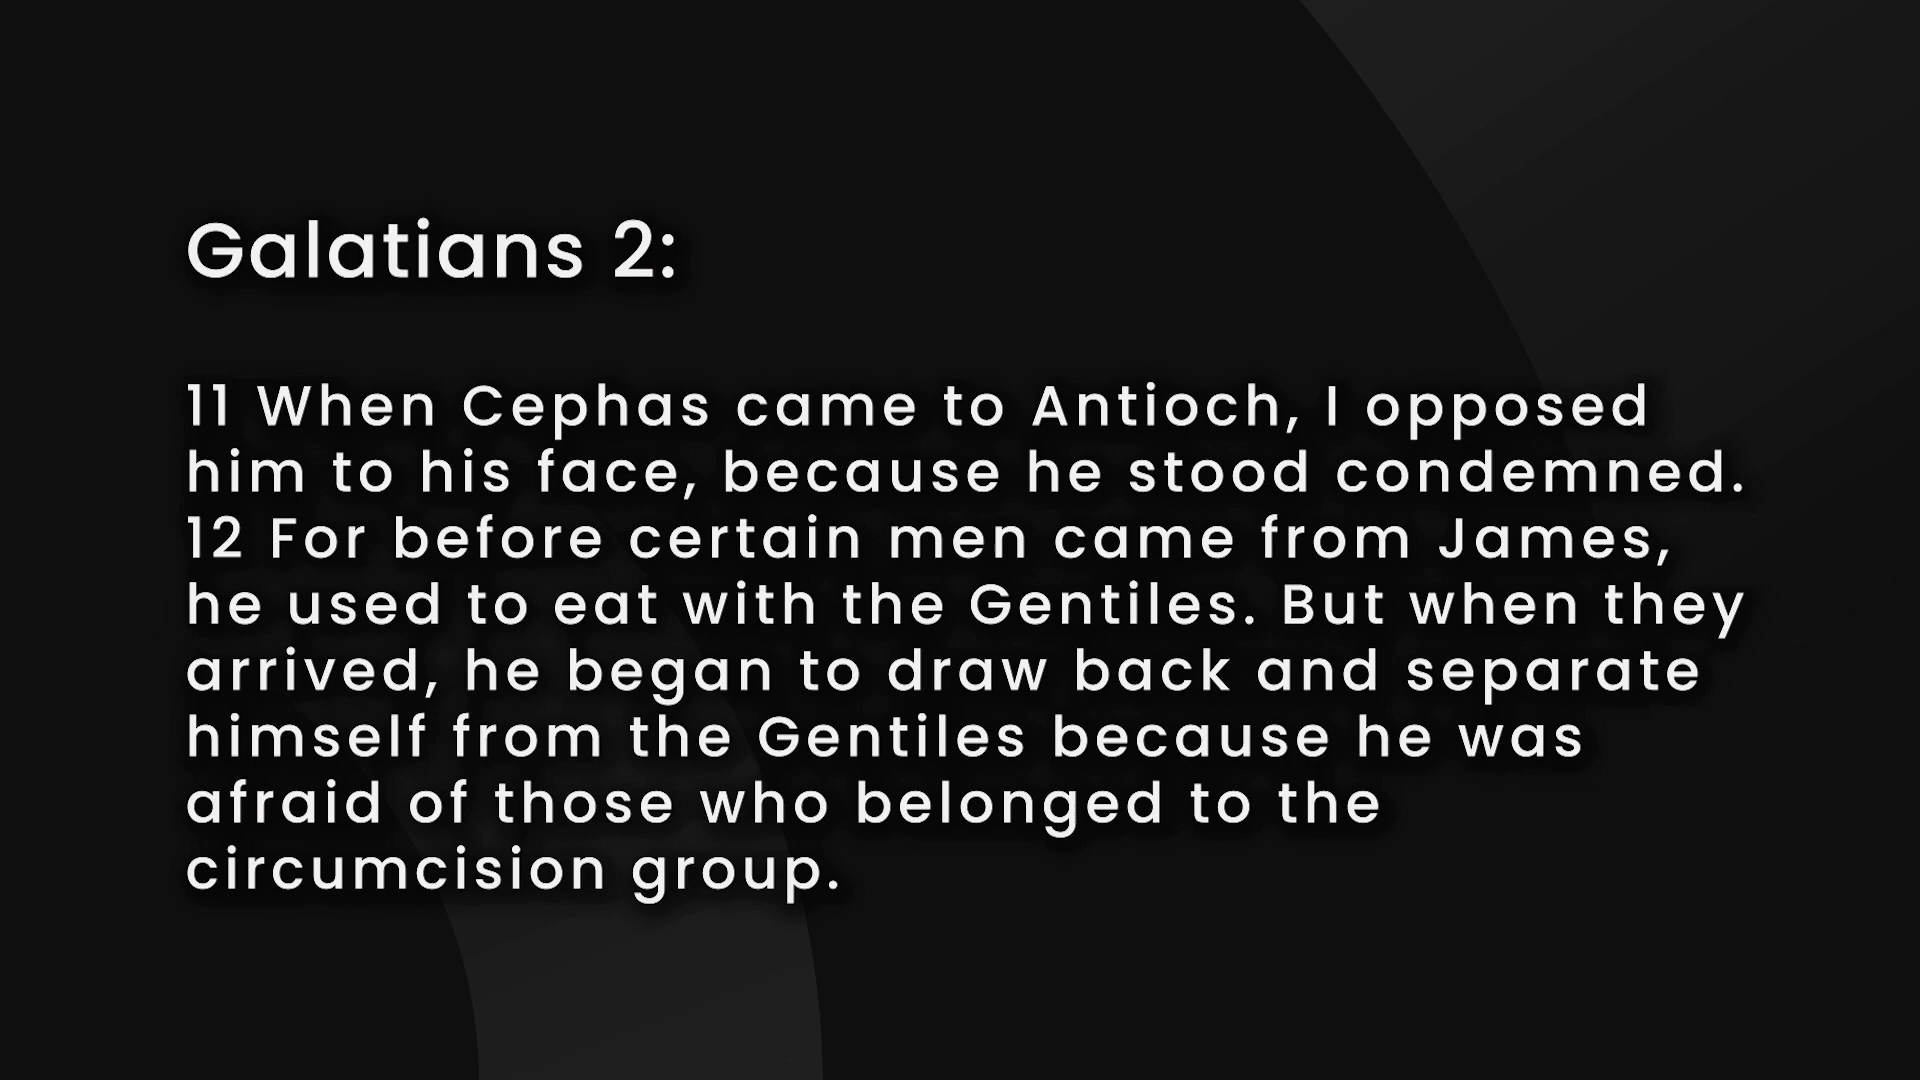 Galatians 2:
11 When Cephas came to Antioch, I opposed
him to his face, because he stood condemned.
12 For before certain men came from James,
he used to eat with the Gentiles. But when they
arrived, he began to draw back and separate
himself from the Gentiles because he was
afraid of those who belonged to the
circumcision group.